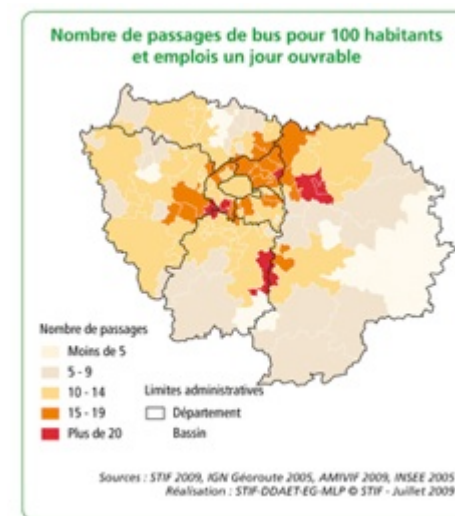 Nombre de passages de bus pour 100 habitants
et emplois un jour ouvrable
Nombre de passages
Moins de 5
5 - 9
10 - 14
15 - 19
Plus de 20
Limites administratives
Département
Bassin
Sources : STIF 2009, IGN Géoroute 2005, AMIVIF 2009, INSEE 2005
Réalisation : STIF-DDAET-EG-MLP © STIF - Juillet 2009